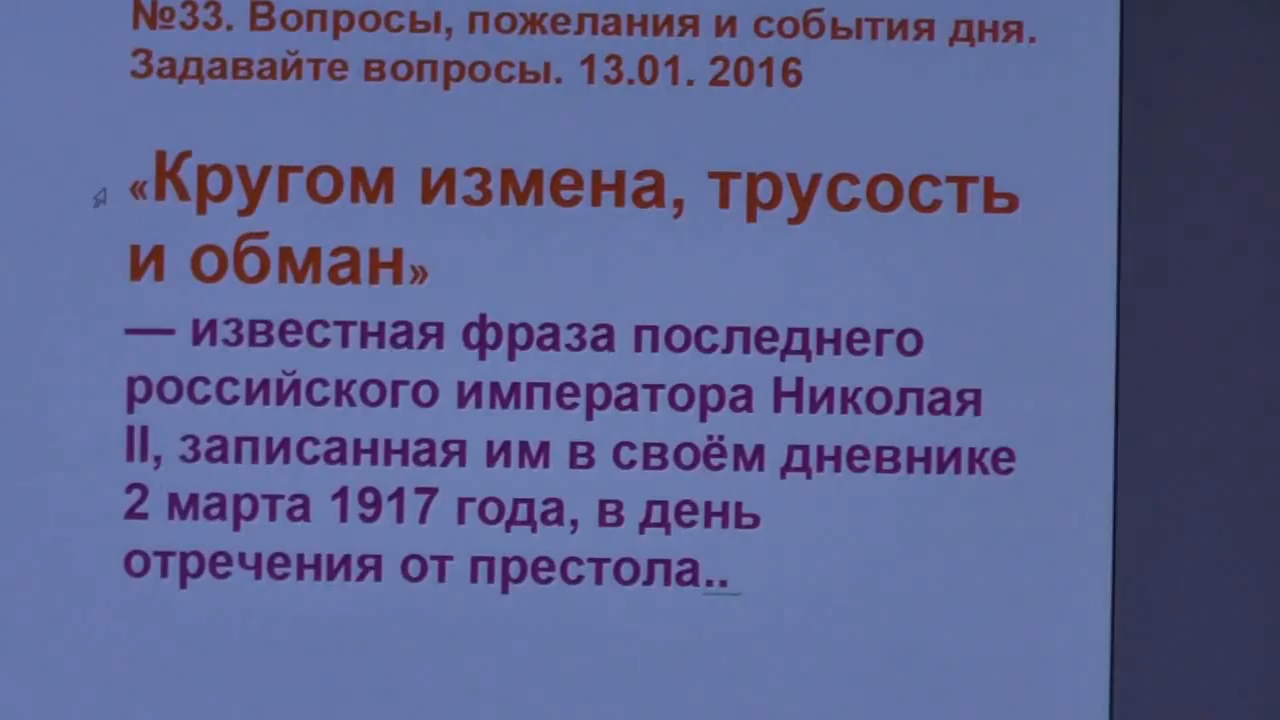 №33. Вопросы, пожелания и события дня.
Задавайте вопросы. 13.01. 2016
«Кругом измена, трусость
и обман»
— известная фраза последнего
российского императора Николая
II, записанная им в своём дневнике
2 марта 1917 года, в день
отречения от престола..